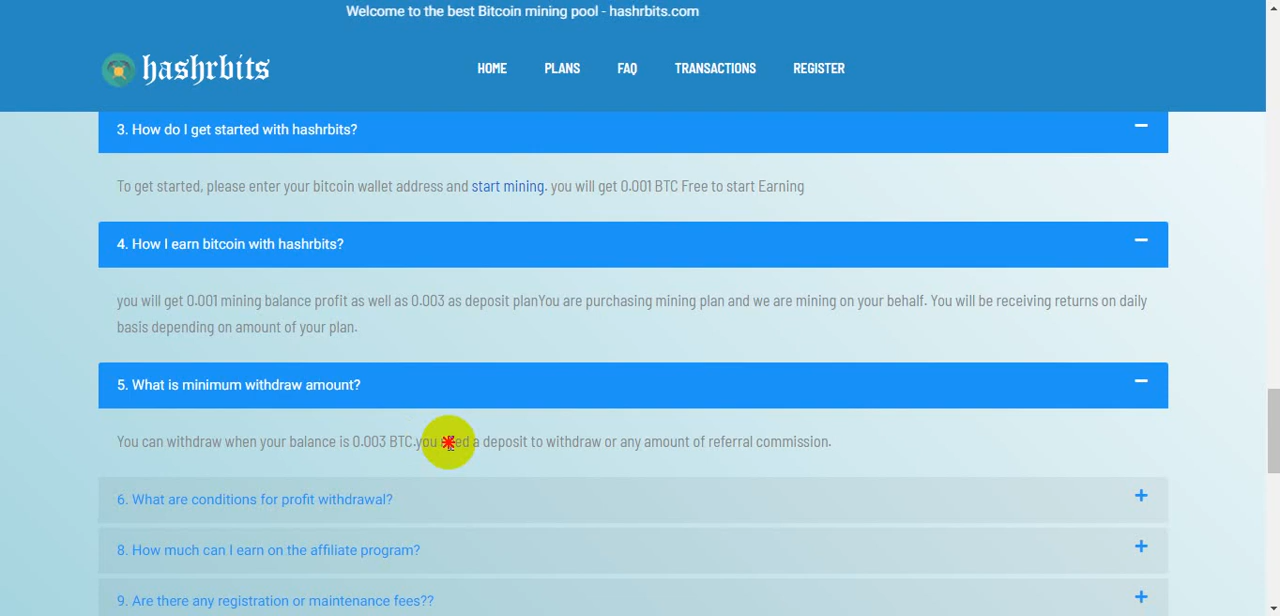 Welcome to the best Bitcoin mining pool - hashrbits.com
hashrbits
HOME PLANS FAQ TRANSACTIONS REGISTER
3. How do I get started with hashrbits?
To get started, please enter your bitcoin wallet address and start mining. you will get 0.001 BTC Free to start Earning
4. How I earn bitcoin with hashrbits?
you will get 0.001 mining balance profit as well as 0.003 as deposit planYou are purchasing mining plan and we are mining on your behalf. You will be receiving returns on daily
basis depending on amount of your plan.
5. What is minimum withdraw amount?
You can withdraw when your balance is 0.003 BTC.you need a deposit to withdraw or any amount of referral commission.
6. What are conditions for profit withdrawal?
8. How much can I earn on the affiliate program?
9. Are there any registration or maintenance fees??